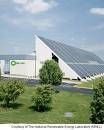 Courtesy of The National Renewable Energy Laboratory (NREL)